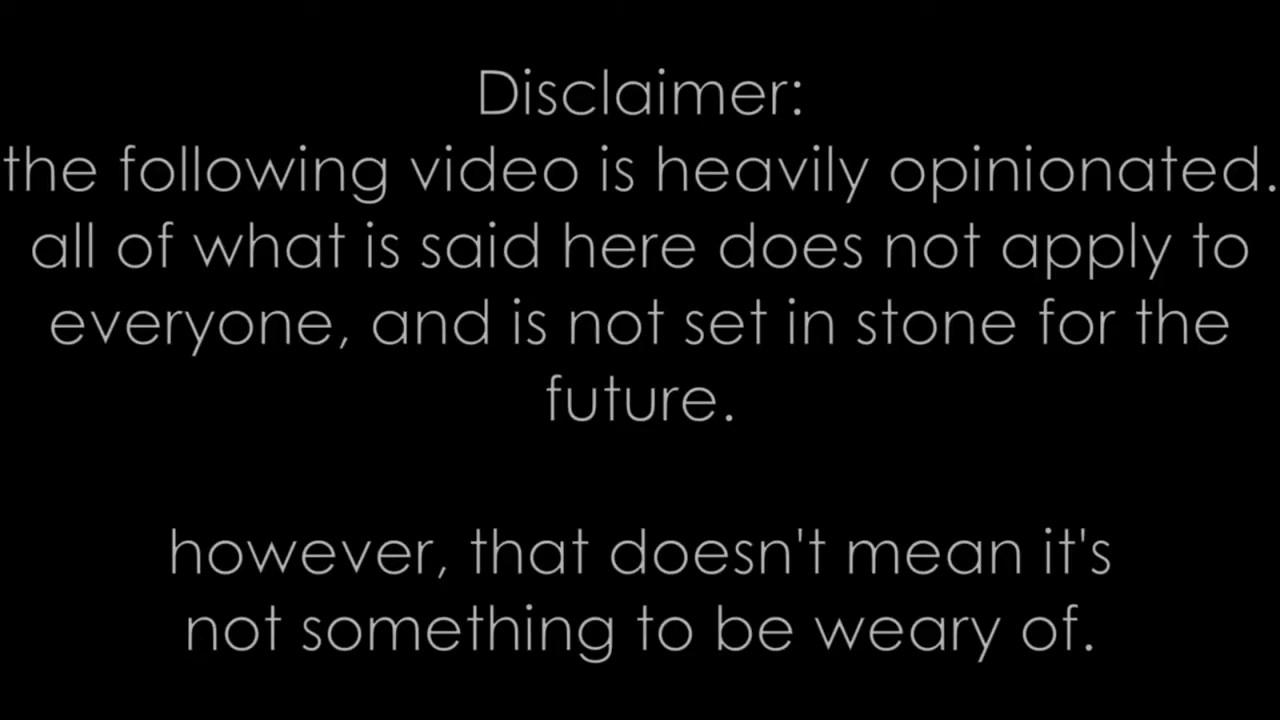 Disclaimer:
the following video is heavily opinionated.
all of what is said here does not apply to
everyone, and is not set in stone for the
future.
however, that doesn't mean it's
not something to be weary of.